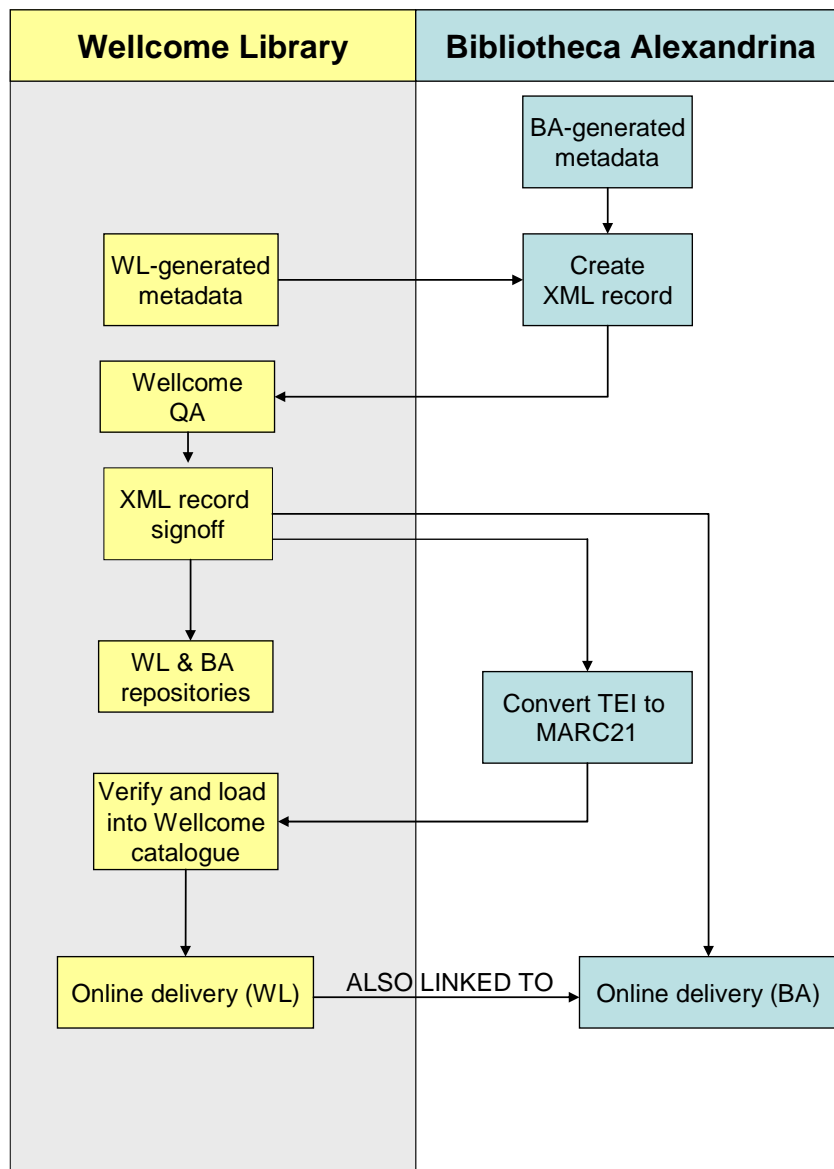 Wellcome Library
Bibliotheca Alexandrina
BA-generated
metadata
WL-generated
metadata
Create
XML record
Wellcome
QA
XML record
signoff
WL & BA
repositories
Convert TEI to
MARC21
Verify and load
into Wellcome
catalogue
Online delivery (WL)
ALSO LINKED TO
Online delivery (BA)